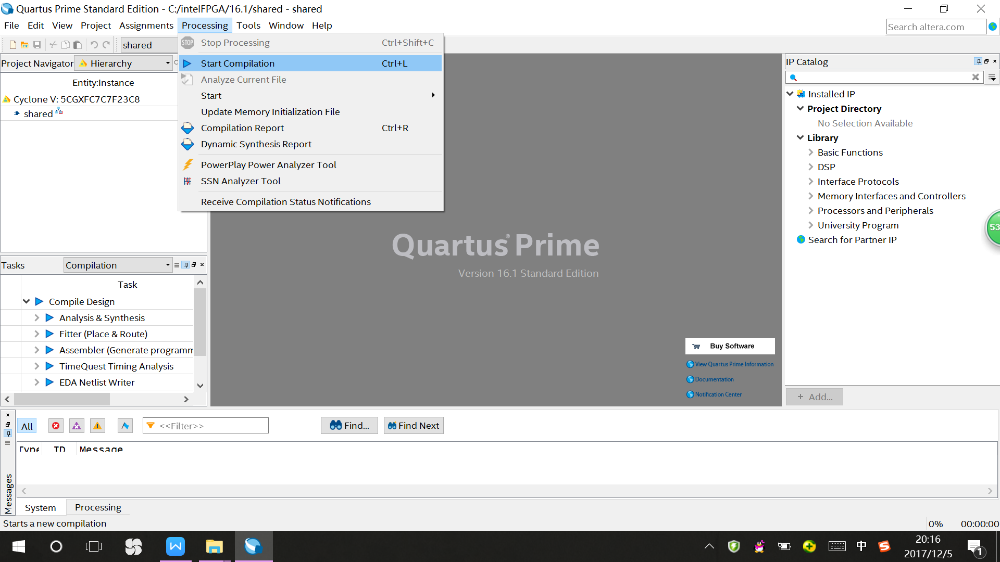 Quartus Prime Standard Edition - C:/intelFPGA/16.1/shared - shared
File Edit View Project Assignments Processing Tools Window Help
Search altera.com
shared
Stop Processing Ctrl+Shift+C
Start Compilation Ctrl+L
Analyze Current File
Start
Update Memory Initialization File
Compilation Report Ctrl+R
Dynamic Synthesis Report
PowerPlay Power Analyzer Tool
SSN Analyzer Tool
Receive Compilation Status Notifications
Project Navigator Hierarchy
Entity:Instance
Cyclone V: 5CGXFC7C7F23C8
shared
Tasks Compilation
Task
Compile Design
Analysis & Synthesis
Fitter (Place & Route)
Assembler (Generate programm
TimeQuest Timing Analysis
EDA Netlist Writer
Quartus® Prime
Version 16.1 Standard Edition
Buy Software
View Quartus Prime Information
Documentation
Notification Center
IP Catalog
Installed IP
Project Directory
No Selection Available
Library
Basic Functions
DSP
Interface Protocols
Memory Interfaces and Controllers
Processors and Peripherals
University Program
Search for Partner IP
53
+ Add...
All <<Filter>> Find... Find Next
Type ID Message
Messages
System Processing
Starts a new compilation 0% 00:00:00
中
20:16
2017/12/5
1